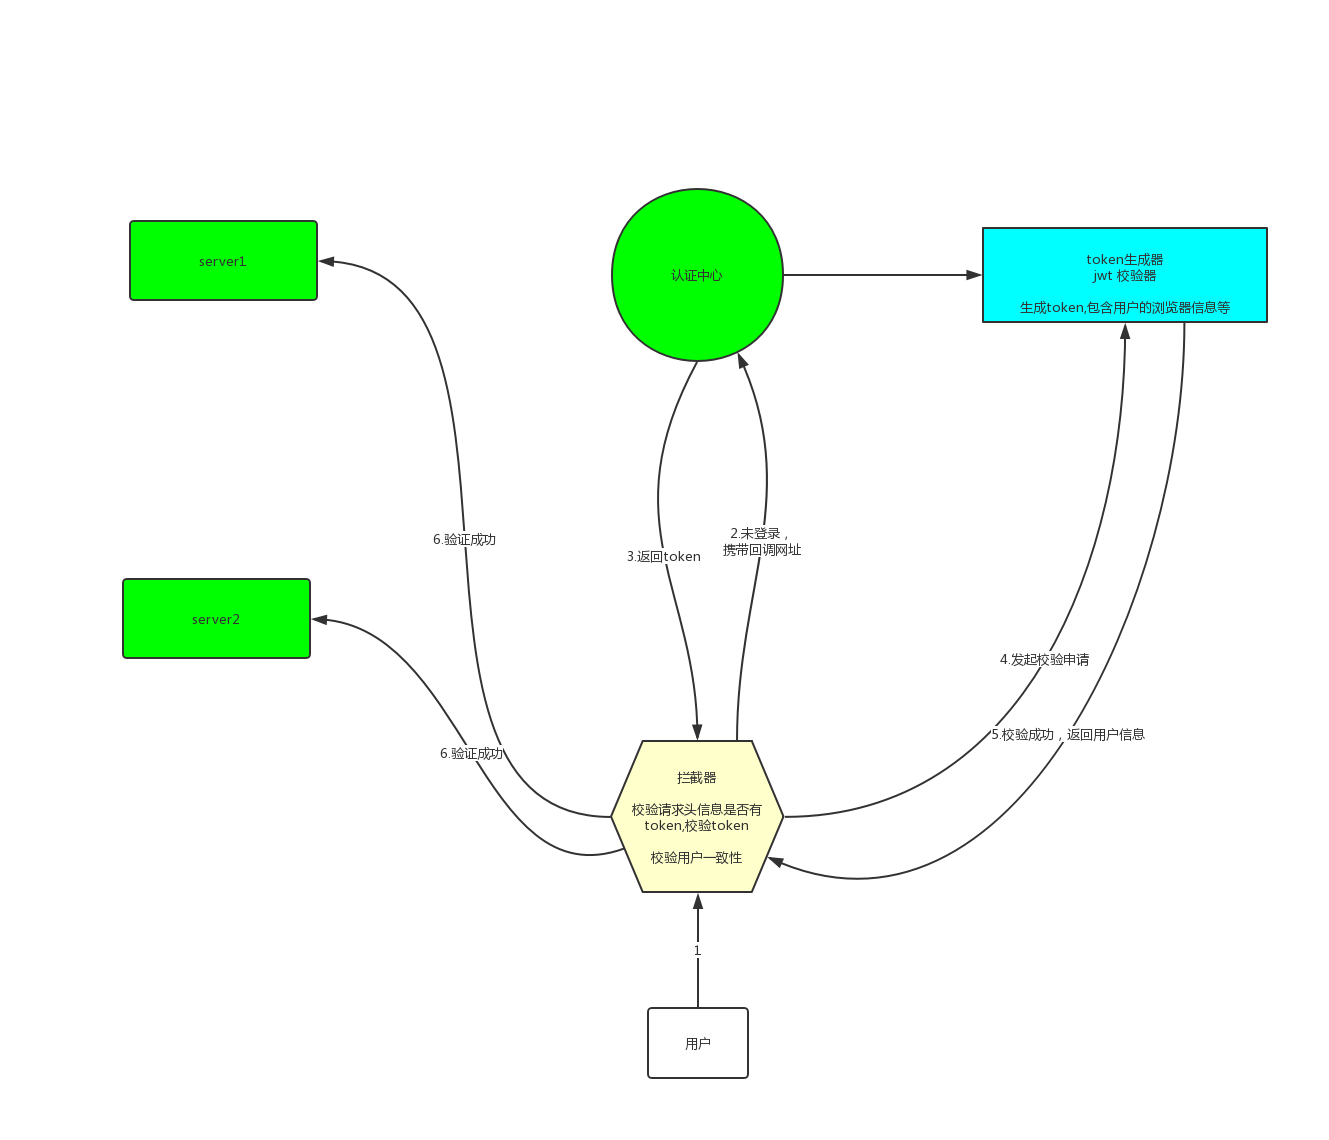 server1
认证中心
token生成器
jwt 校验器
生成token,包含用户的浏览器信息等
6.验证成功
2.未登录，
携带回调网址
3.返回token
server2
4.发起校验申请
5.校验成功，返回用户信息
6.验证成功
拦截器
校验请求头信息是否有
token,校验token
校验用户一致性
1
用户